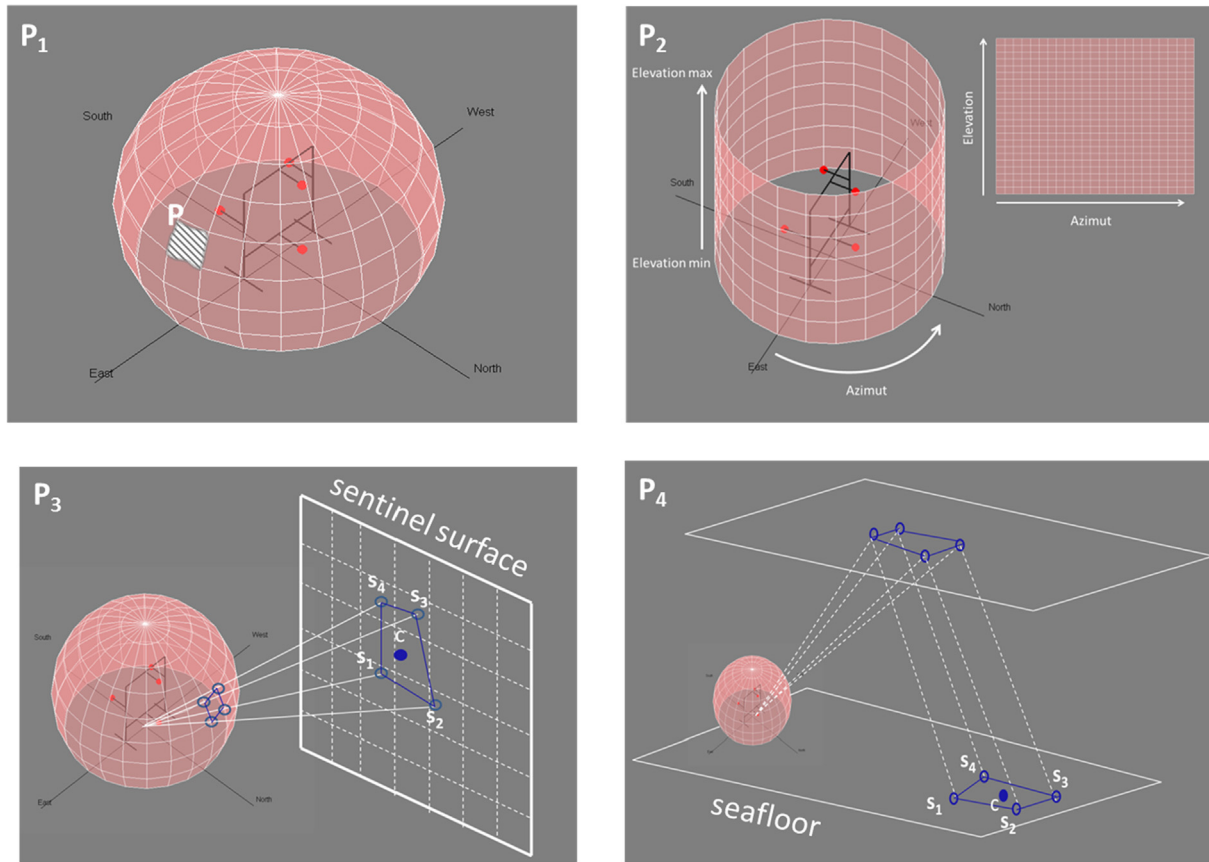 P1
South
West
P
East
North
P2
Elevation max
West
South
Elevation min
North
East
Azimut
Elevation
Azimut
P3
sentinel surface
S4
S3
C
S1
S2
South
West
East
North
P4
S4
S3
S1
C
S2
seafloor